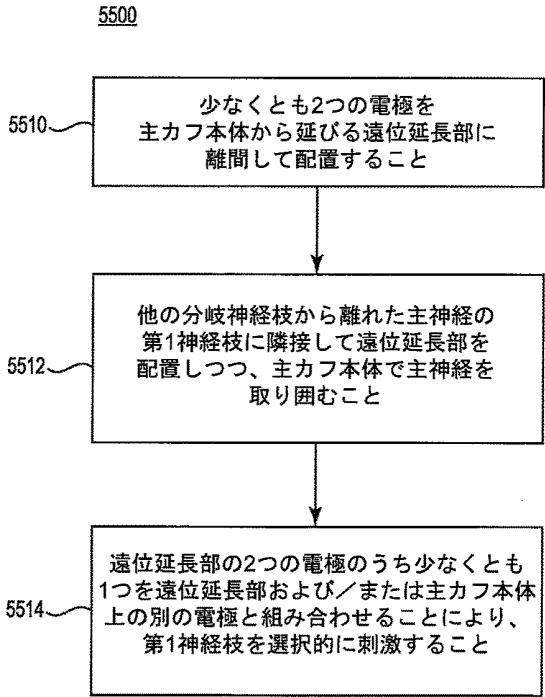 5500
5510
少なくとも2つの電極を
主カフ本体から延びる遠位延長部に
離間して配置すること
5512
他の分岐神経枝から離れた主神経の
第1神経枝に隣接して遠位延長部を
配置しつつ、主カフ本体で主神経を
取り囲むこと
5514
遠位延長部の2つの電極のうち少なくとも
1つを遠位延長部および/または主カフ本体
上の別の電極と組み合わせることにより、
第1神経枝を選択的に刺激すること